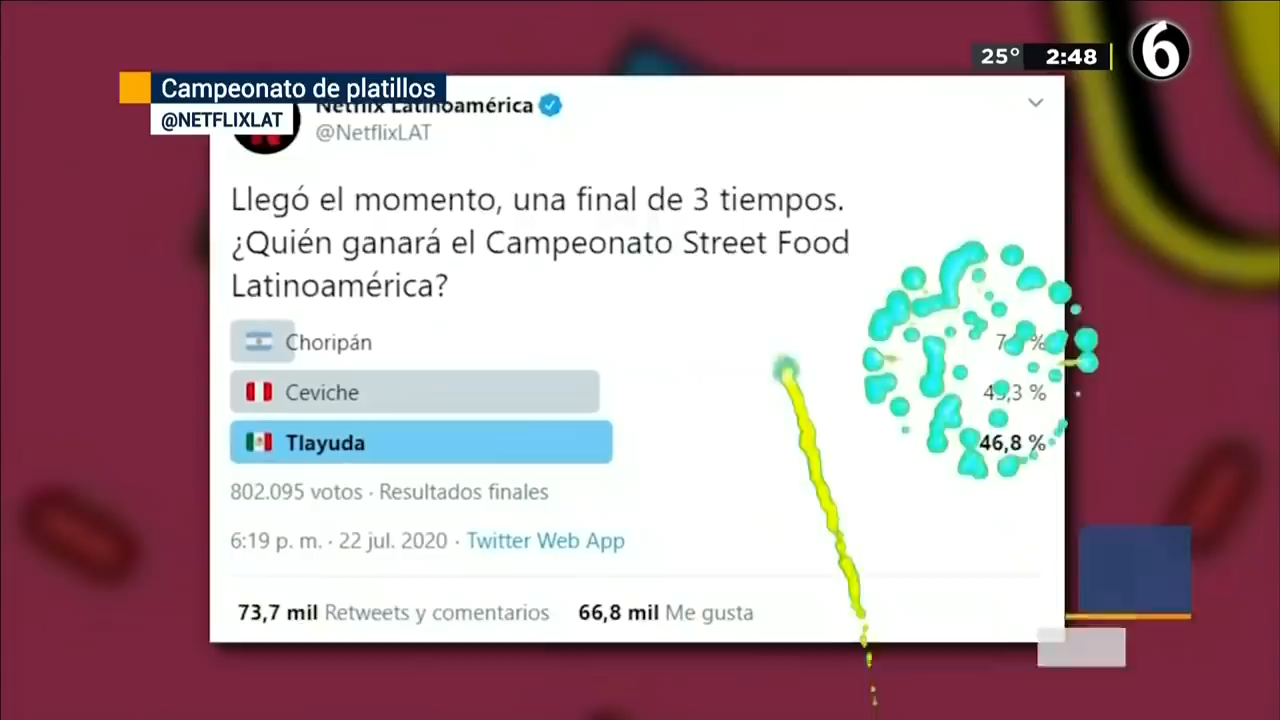 25° 2:48 6
Campeonato de platillos
@NETFLIXLAT
Netflix Latinoamérica
@NetflixLAT
Llegó el momento, una final de 3 tiempos.
¿Quién ganará el Campeonato Street Food
Latinoamérica?
Choripán
Ceviche
Tlayuda 46,8 %
802.095 votos · Resultados finales
6:19 p. m. · 22 jul. 2020 · Twitter Web App
73,7 mil Retweets y comentarios 66,8 mil Me gusta